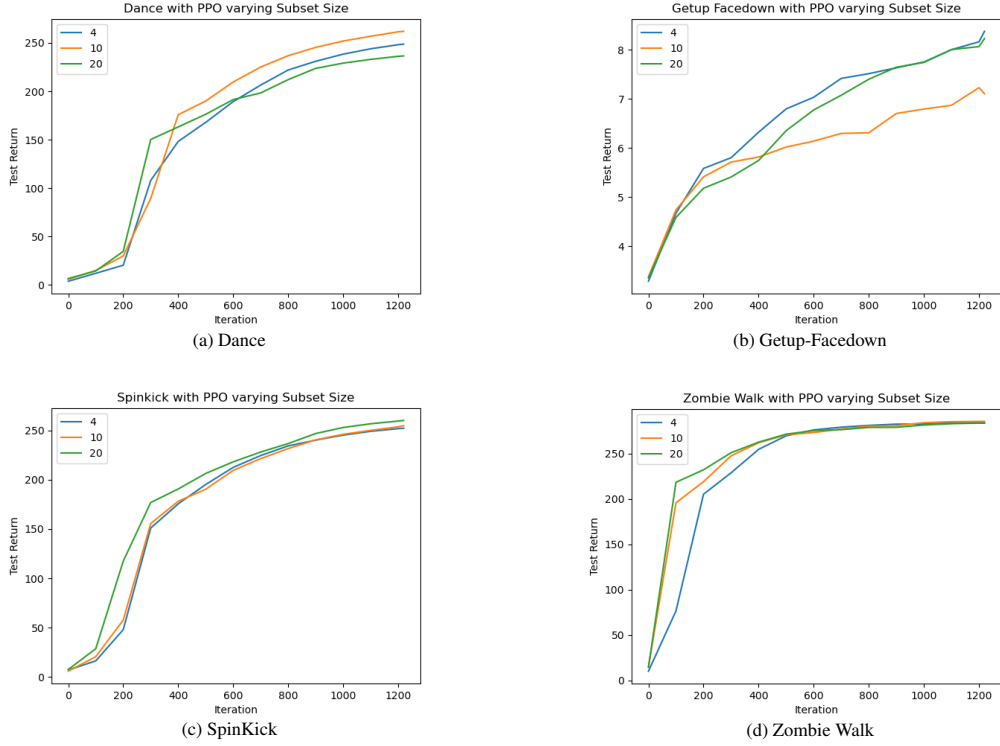 Dance with PPO varying Subset Size
4
10
20
250
200
150
100
50
0
Test Return
0 200 400 600 800 1000 1200
Iteration
(a) Dance
Getup Facedown with PPO varying Subset Size
4
10
20
8
7
6
5
4
Test Return
0 200 400 600 800 1000 1200
Iteration
(b) Getup-Facedown
Spinkick with PPO varying Subset Size
4
10
20
250
200
150
100
50
0
Test Return
0 200 400 600 800 1000 1200
Iteration
(c) SpinKick
Zombie Walk with PPO varying Subset Size
4
10
20
250
200
150
100
50
0
Test Return
0 200 400 600 800 1000 1200
Iteration
(d) Zombie Walk